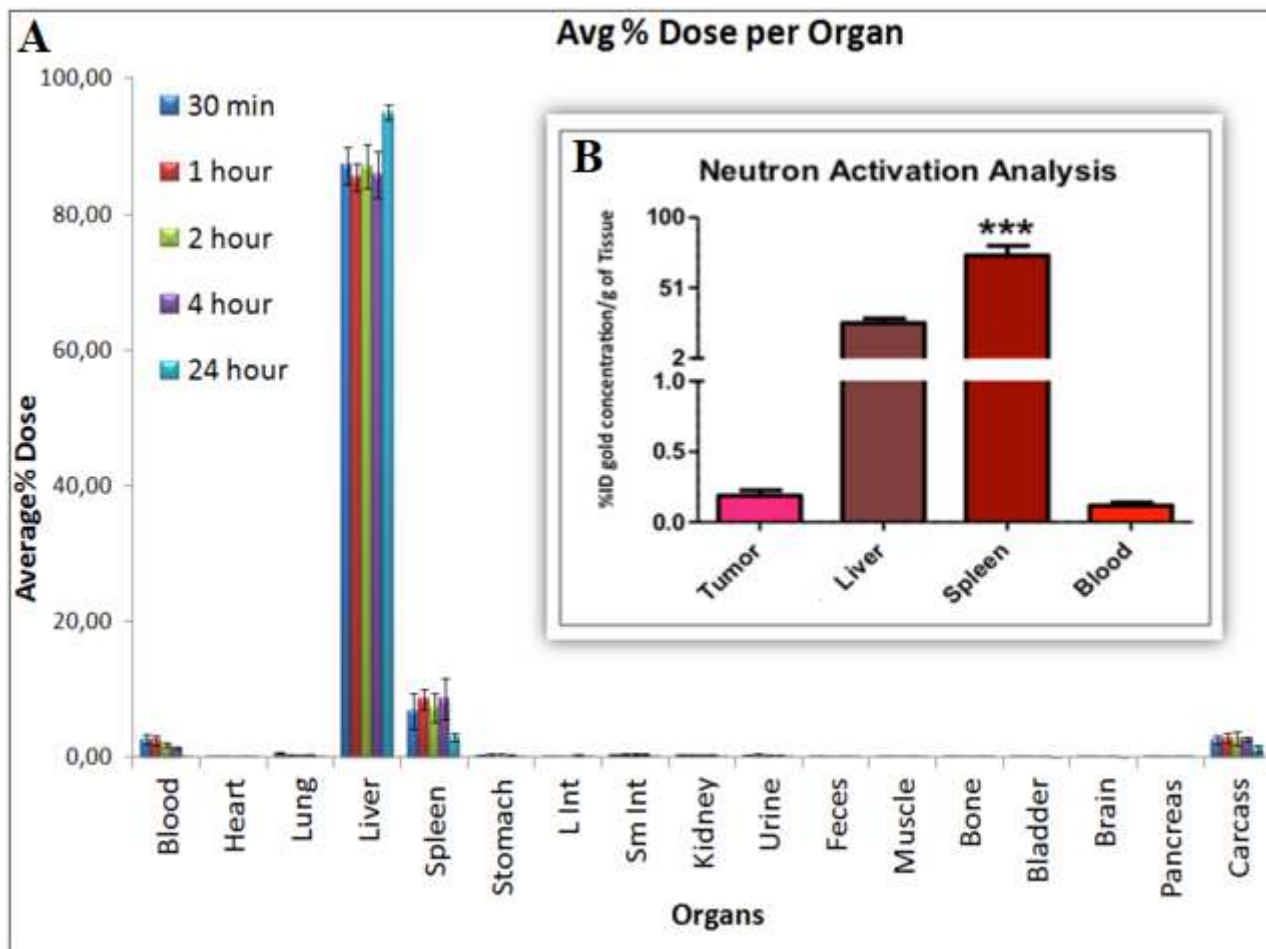 A
Avg % Dose per Organ
100,00
80,00
60,00
40,00
20,00
0,00
Average% Dose
30 min
1 hour
2 hour
4 hour
24 hour
B
Neutron Activation Analysis
%ID gold concentration/g of Tissue
100
51
2
1.0
0.5
0.0
***
Tumor
Liver
Spleen
Blood
Blood
Heart
Lung
Liver
Spleen
Stomach
L Int
Sm Int
Kidney
Urine
Feces
Muscle
Bone
Bladder
Brain
Pancreas
Carcass
Organs